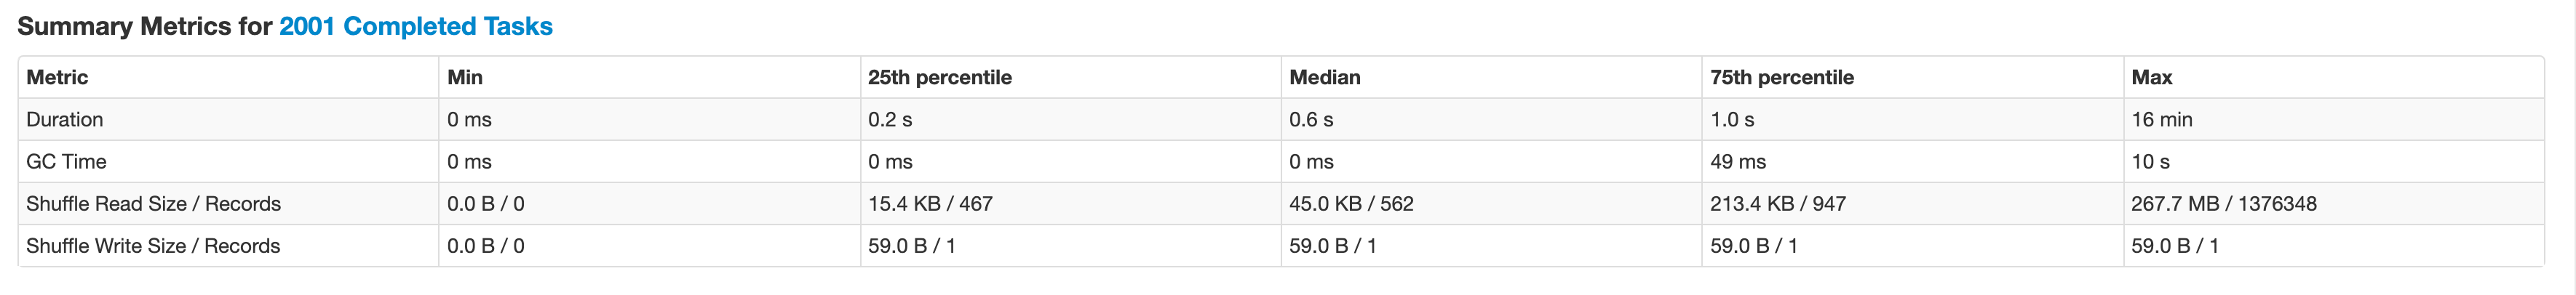 Summary Metrics for 2001 Completed Tasks
Metric Min 25th percentile Median 75th percentile Max
Duration 0 ms 0.2 s 0.6 s 1.0 s 16 min
GC Time 0 ms 0 ms 0 ms 49 ms 10 s
Shuffle Read Size / Records 0.0 B / 0 15.4 KB / 467 45.0 KB / 562 213.4 KB / 947 267.7 MB / 1376348
Shuffle Write Size / Records 0.0 B / 0 59.0 B / 1 59.0 B / 1 59.0 B / 1 59.0 B / 1